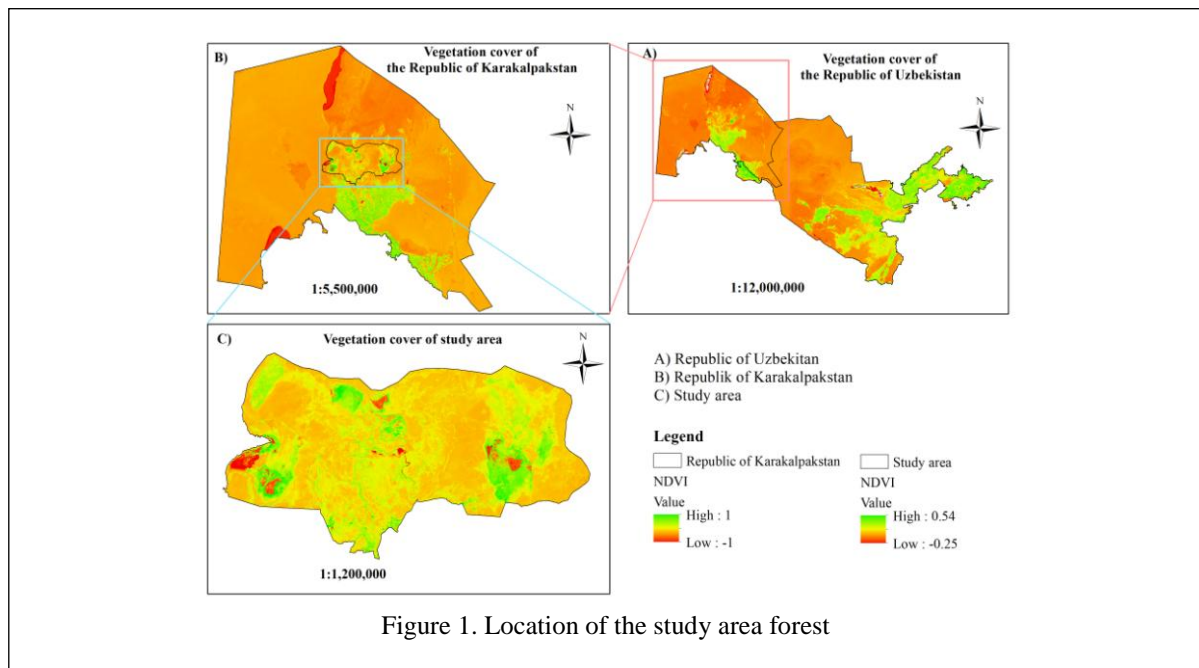 B)
Vegetation cover of
the Republic of Karakalpakstan
N
1:5,500,000
A)
Vegetation cover of
the Republic of Uzbekistan
N
1:12,000,000
C)
Vegetation cover of study area
N
1:1,200,000
A) Republic of Uzbekitan
B) Republik of Karakalpakstan
C) Study area
Legend
Republic of Karakalpakstan
NDVI
Value
High : 1
Low : -1
Study area
NDVI
Value
High : 0.54
Low : -0.25
Figure 1. Location of the study area forest